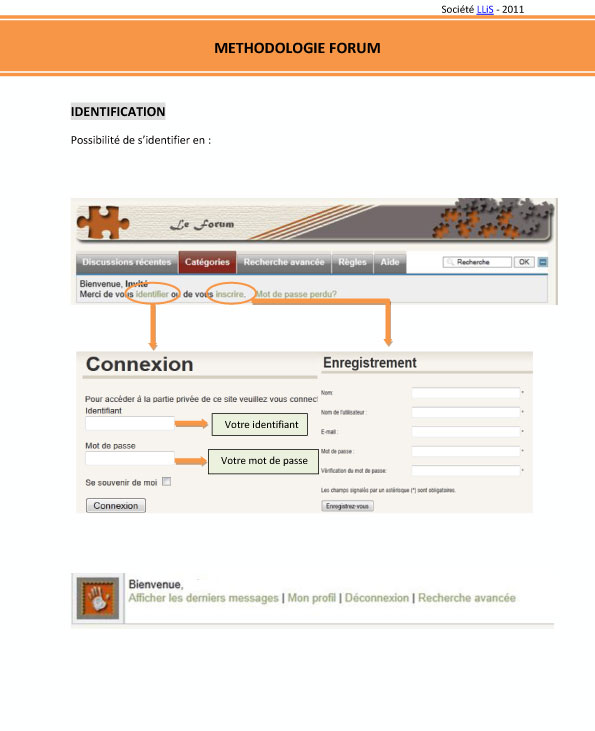 Société LLiS - 2011
METHODOLOGIE FORUM
IDENTIFICATION
Possibilité de s'identifier en :
Le Forum
Discussions récentes Catégories Recherche avancée Règles Aide Recherche OK
Bienvenue, Invité
Merci de vous identifier ou de vous inscrire. Mot de passe perdu?
Connexion
Pour accéder á la partie privée de ce site veuillez vous connect
Identifiant
Votre identifiant
Mot de passe
Votre mot de passe
Se souvenir de moi
Connexion
Enregistrement
Nom:
Nom de l'utilisateur :
E-mail :
Mot de passe :
Vérification du mot de passe:
Les champs signalés par un astérisque (*) sont obligatoires.
Enregistrez-vous
Bienvenue,
Afficher les derniers messages | Mon profil | Déconnexion | Recherche avancée